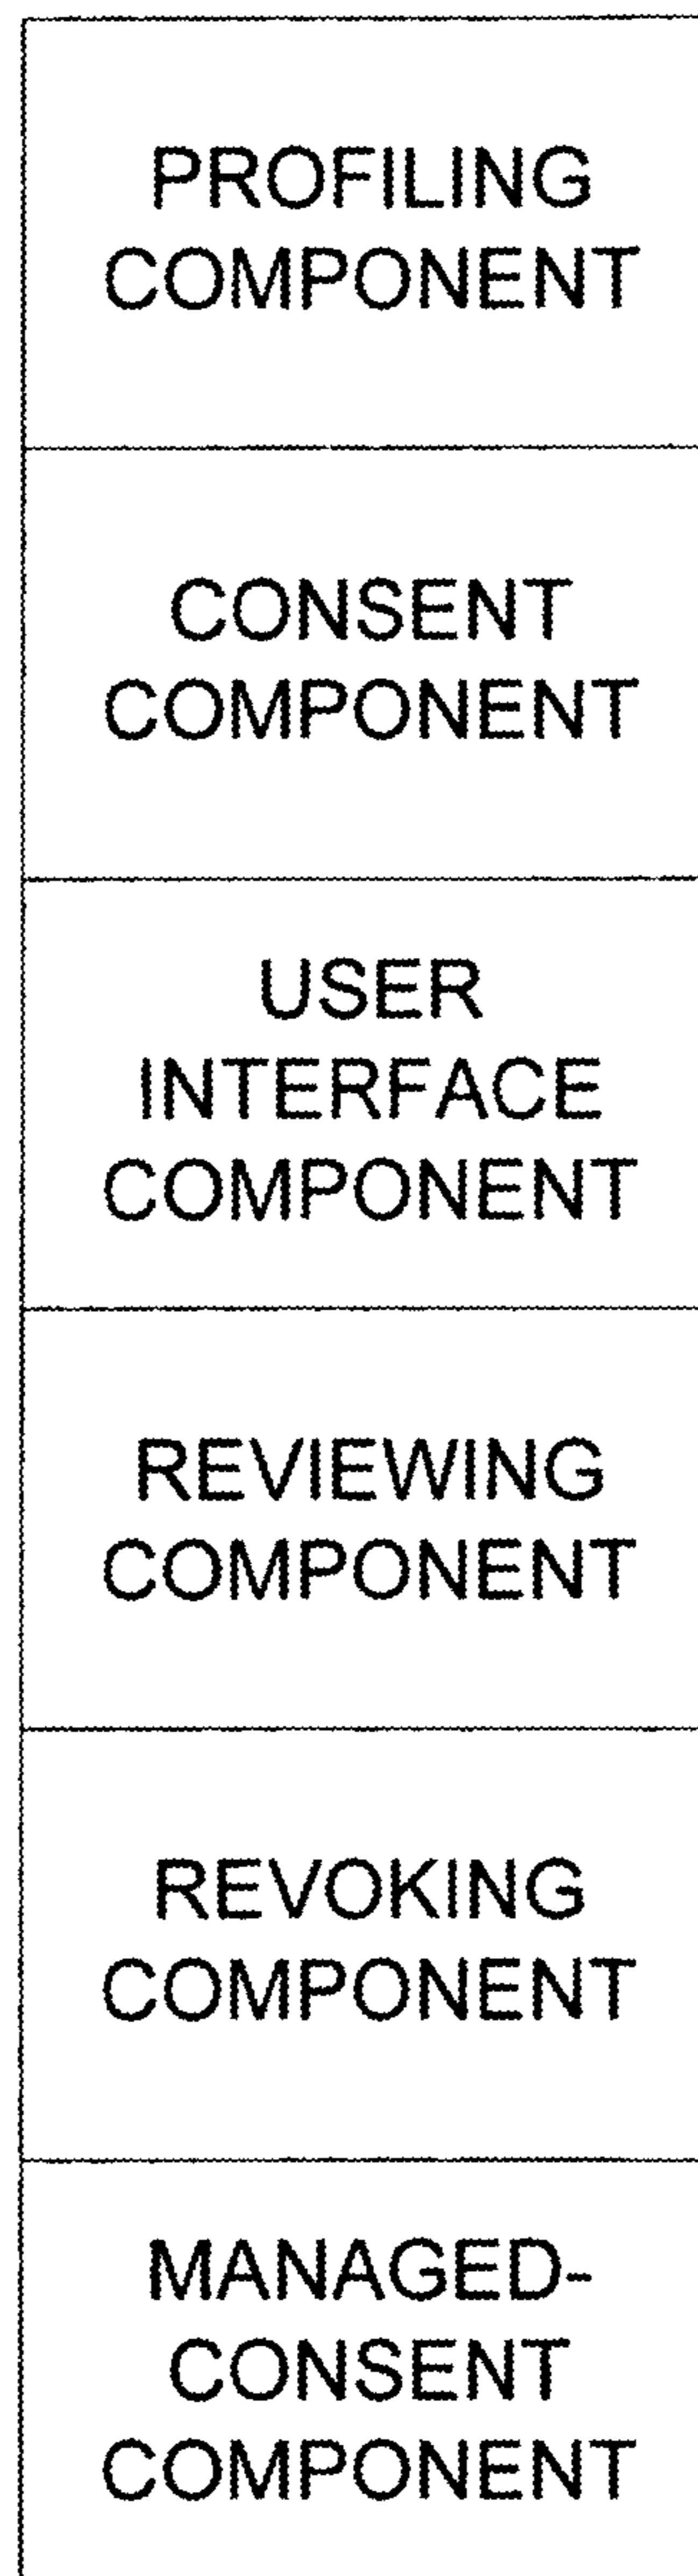 PROFILING
COMPONENT
CONSENT
COMPONENT
USER
INTERFACE
COMPONENT
REVIEWING
COMPONENT
REVOKING
COMPONENT
MANAGED-
CONSENT
COMPONENT